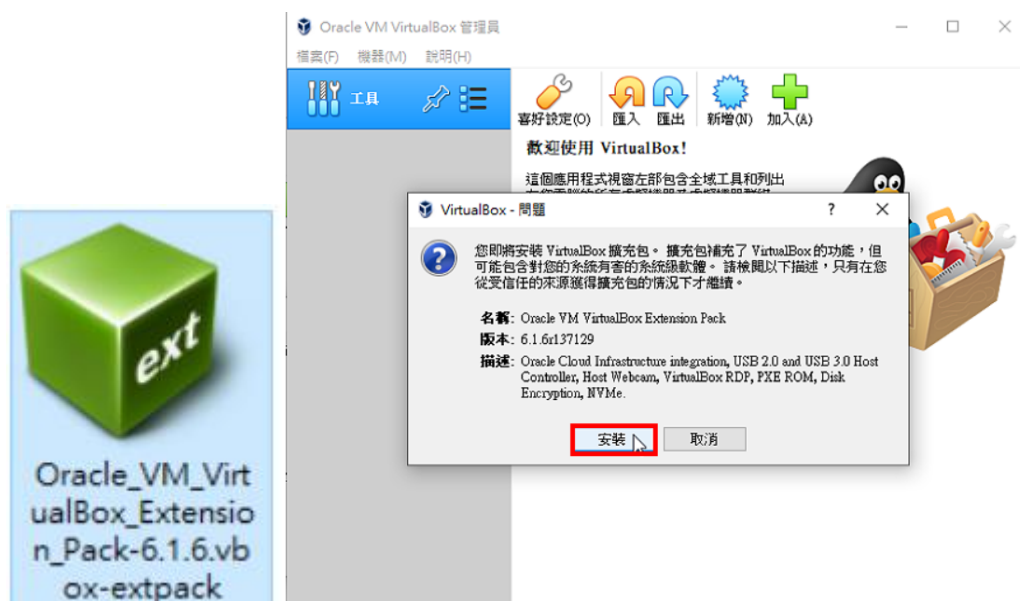 Oracle VM VirtualBox 管理員
檔案(F) 機器(M) 說明(H)
工具
喜好設定(O) 匯入 匯出 新增(N) 加入(A)
歡迎使用 VirtualBox!
這個應用程式視窗左部包含全域工具和列出
VirtualBox - 問題
您即將安裝 VirtualBox 擴充包。 擴充包補充了 VirtualBox 的功能,但
可能包含對您的系統有害的系統級軟體。 請檢閱以下描述,只有在您
從受信任的來源獲得擴充包的情況下才繼續。
名稱: Oracle VM VirtualBox Extension Pack
版本: 6.1.6r137129
描述: Oracle Cloud Infrastructure integration, USB 2.0 and USB 3.0 Host
Controller, Host Webcam, VirtualBox RDP, PXE ROM, Disk
Encryption, NVMe.
安裝 取消
ext
Oracle_VM_Virt
ualBox_Extensio
n_Pack-6.1.6.vb
ox-extpack